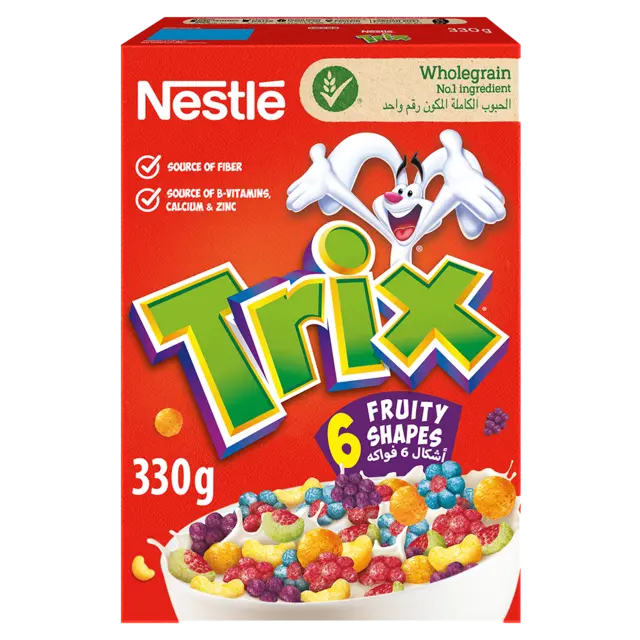 330g
Nestlé
Wholegrain
No.1 ingredient
الحبوب الكاملة المكون رقم واحد
SOURCE OF FIBER
SOURCE OF B-VITAMINS,
CALCIUM & ZINC
Trix
6 FRUITY
SHAPES
أشكال 6 فواكه
330g